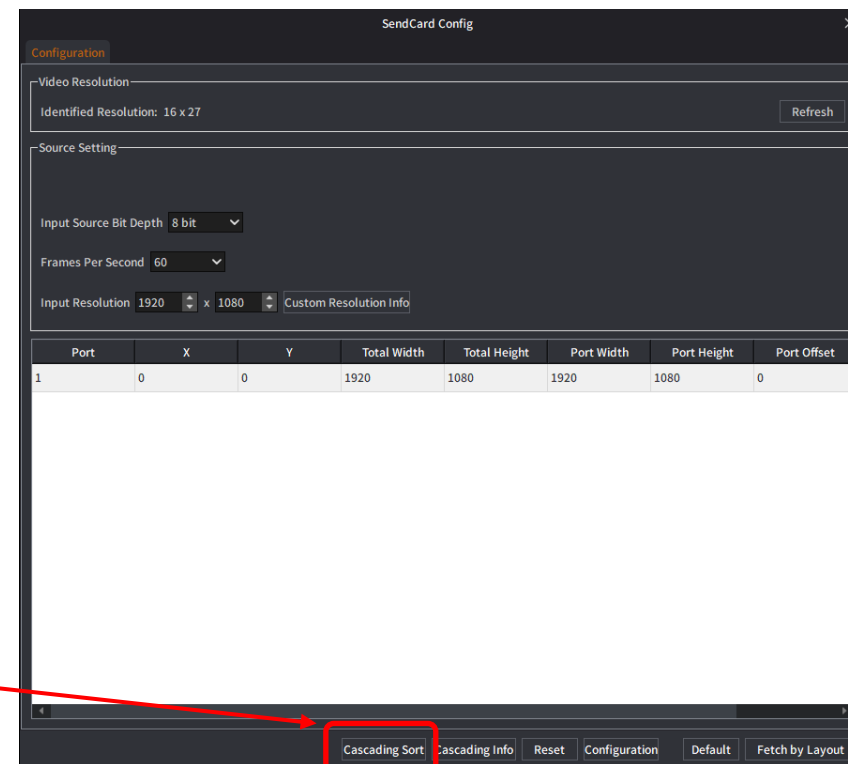 SendCard Config
Configuration
Video Resolution
Identified Resolution: 16 x 27
Refresh
Source Setting
Input Source Bit Depth 8 bit
Frames Per Second 60
Input Resolution 1920 x 1080 Custom Resolution Info
Port X Y Total Width Total Height Port Width Port Height Port Offset
1 0 0 1920 1080 1920 1080 0
Cascading Sort Cascading Info Reset Configuration Default Fetch by Layout